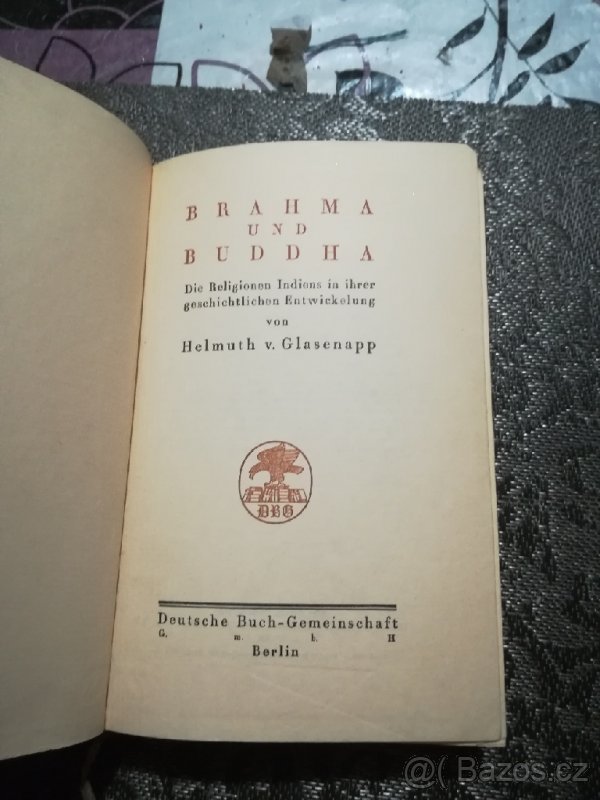 BRAHMA
UND
BUDDHA
Die Religionen Indiens in ihrer
geschichtlichen Entwickelung
von
Helmuth v. Glasenapp
DBG
Deutsche Buch-Gemeinschaft
G. m. b. H
Berlin
@( Bazos.cz